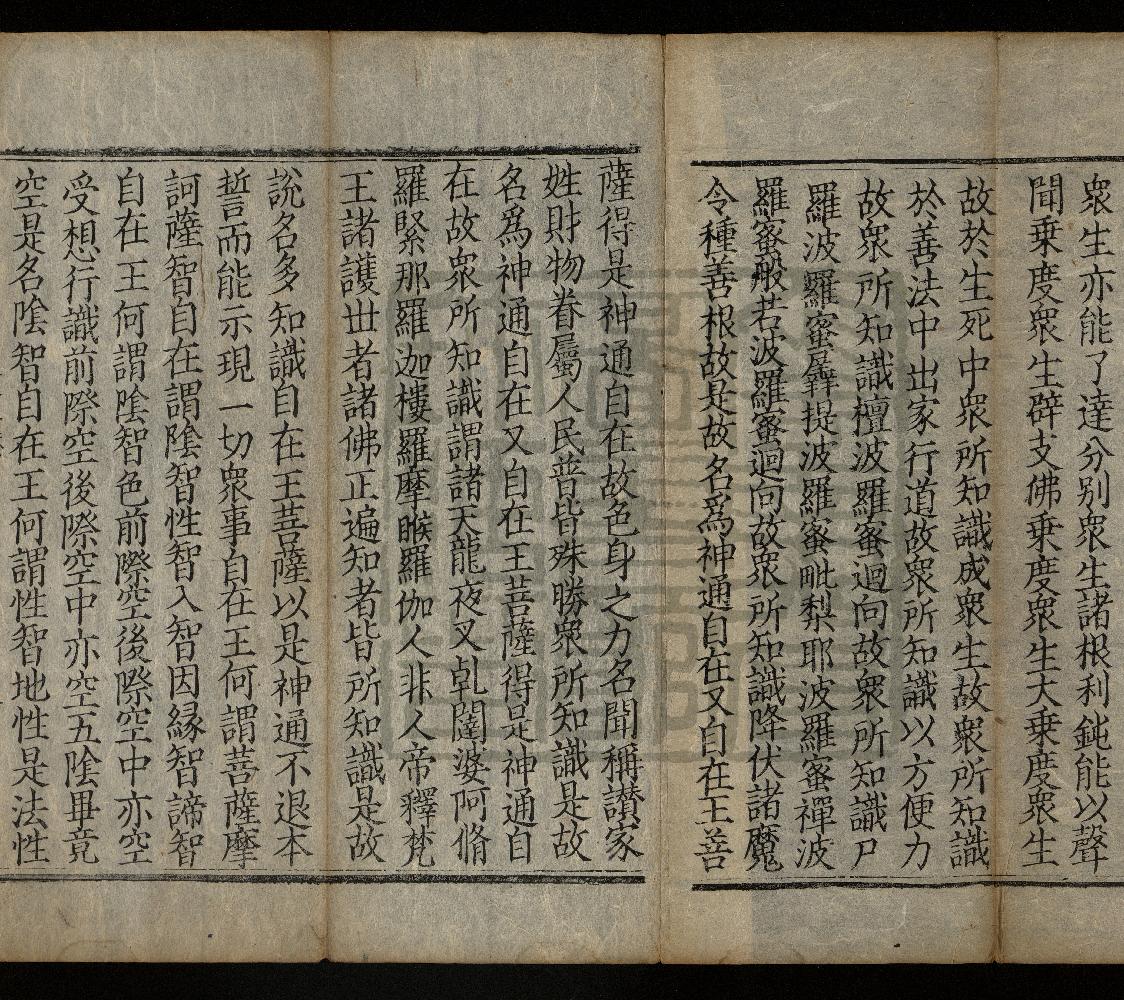 衆生亦能了達分別衆生諸根利鈍能以聲
聞乗度衆生辟支佛乗度衆生大乗度衆生
故於生死中衆所知識成衆生故衆所知識
於善法中出家行道故衆所知識以方便力
故衆所知識檀波羅蜜迴向故衆所知識尸
羅波羅蜜羼提波羅蜜毗梨耶波羅蜜禪波
羅蜜般若波羅蜜迴向故衆所知識降伏諸魔
令種善根故是故名爲神通自在又自在王菩
薩得是神通自在故色身之力名聞稱讃家
姓財物眷屬人民普皆殊勝衆所知識是故
名爲神通自在又自在王菩薩得是神通自
在故衆所知識謂諸天龍夜叉乹闥婆阿脩
羅緊那羅迦樓羅摩睺羅伽人非人帝釋梵
王諸護丗者諸佛正遍知者皆所知識是故
說名多知識自在王菩薩以是神通不退本
誓而能示現一切衆事自在王何謂菩薩摩
訶薩智自在謂陰智性智入智因縁智諦智
自在王何謂陰智色前際空後際空中亦空
受想行識前際空後際空中亦空五陰畢竟
空是名陰智自在王何謂性智地性是法性